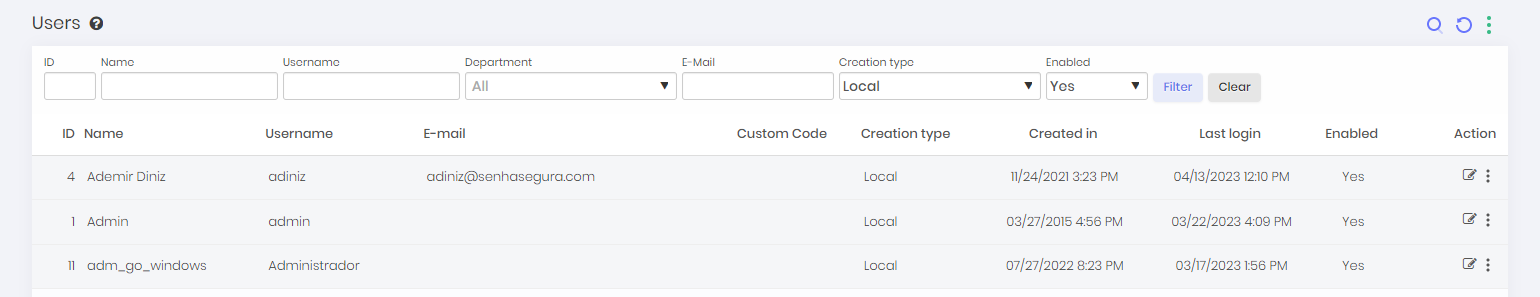 Users
ID Name Username Department E-Mail Creation type Enabled
All Local Yes Filter Clear
ID Name Username E-mail Custom Code Creation type Created in Last login Enabled Action
4 Ademir Diniz adiniz adiniz@senhasegura.com Local 11/24/2021 3:23 PM 04/13/2023 12:10 PM Yes
1 Admin admin Local 03/27/2015 4:56 PM 03/22/2023 4:09 PM Yes
11 adm_go_windows Administrador Local 07/27/2022 8:23 PM 03/17/2023 1:56 PM Yes